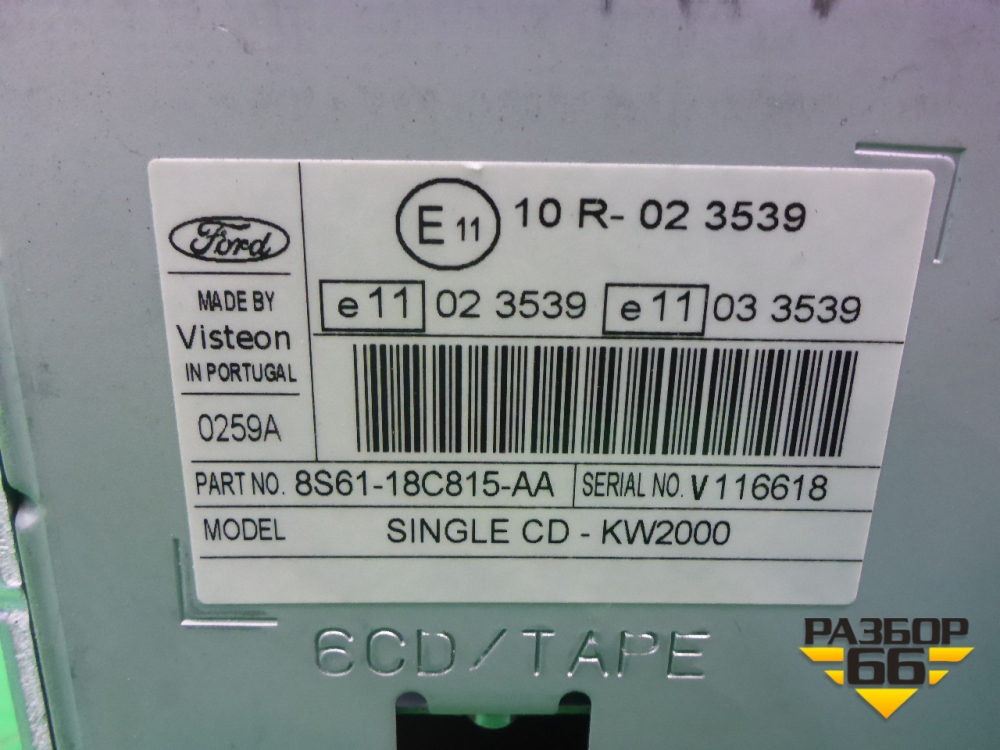 Ford
MADE BY
Visteon
IN PORTUGAL
0259A
E 11 10 R- 02 3539
e 11 02 3539 e 11 03 3539
PART NO. 8S61-18C815-AA SERIAL NO. V116618
MODEL SINGLE CD - KW2000
6CD/TAPE
РАЗБОР
66